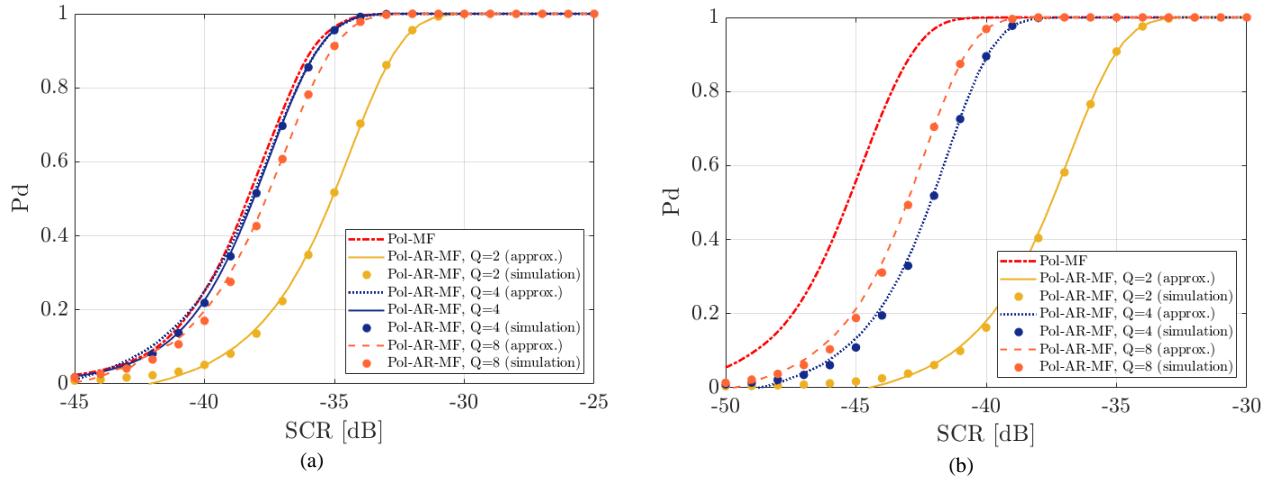 1
0.8
0.6
0.4
0.2
0
Pd
-45
-40
-35
-30
-25
SCR [dB]
Pol-MF
Pol-AR-MF, Q=2 (approx.)
Pol-AR-MF, Q=2 (simulation)
Pol-AR-MF, Q=4 (approx.)
Pol-AR-MF, Q=4
Pol-AR-MF, Q=4 (simulation)
Pol-AR-MF, Q=8 (approx.)
Pol-AR-MF, Q=8 (simulation)
(a)
1
0.8
0.6
0.4
0.2
0
Pd
-50
-45
-40
-35
-30
SCR [dB]
Pol-MF
Pol-AR-MF, Q=2 (approx.)
Pol-AR-MF, Q=2 (simulation)
Pol-AR-MF, Q=4 (approx.)
Pol-AR-MF, Q=4 (simulation)
Pol-AR-MF, Q=8 (approx.)
Pol-AR-MF, Q=8 (simulation)
(b)